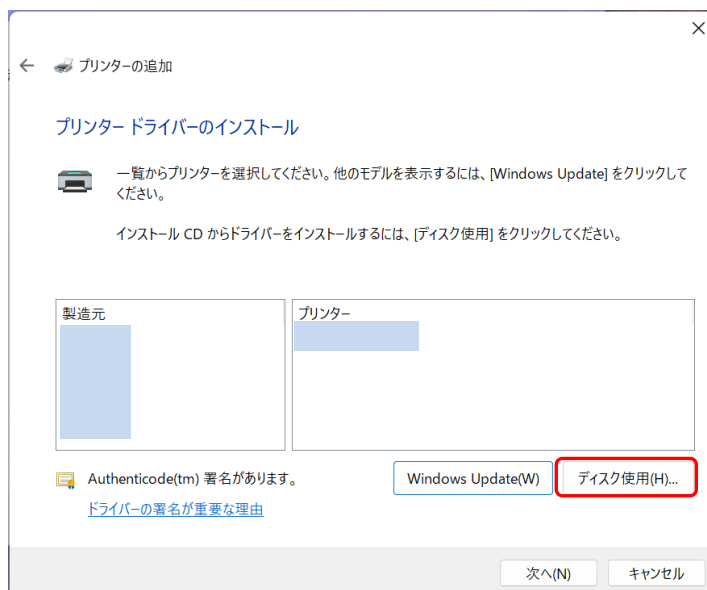 プリンターの追加
プリンター ドライバーのインストール
一覧からプリンターを選択してください。他のモデルを表示するには、[Windows Update] をクリックして
ください。
インストール CD からドライバーをインストールするには、[ディスク使用] をクリックしてください。
製造元
プリンター
Authenticode(tm) 署名があります。
Windows Update(W)
ディスク使用(H)...
ドライバーの署名が重要な理由
次へ(N)
キャンセル